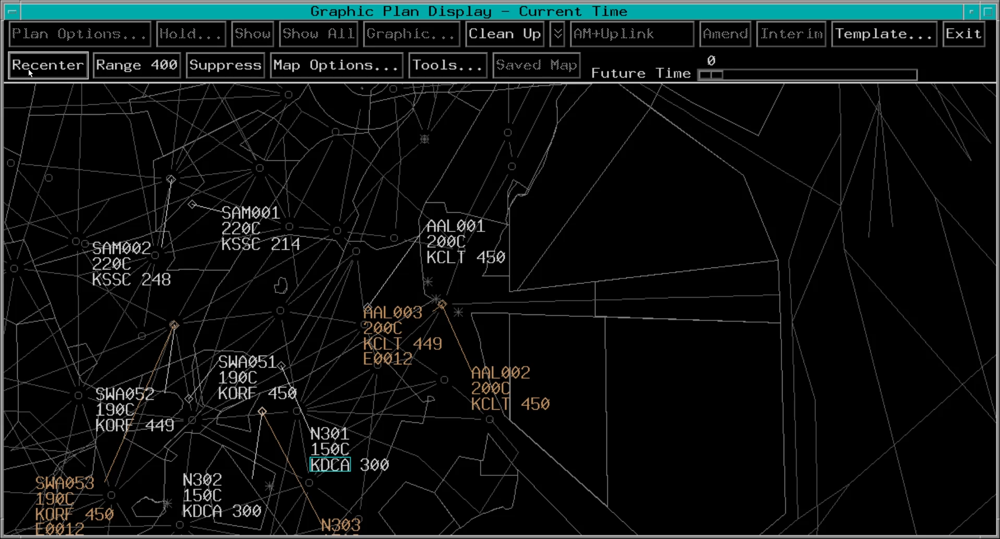 Graphic Plan Display - Current Time
Plan Options... Hold... Show Show All Graphic... Clean Up AM+Uplink Amend Interim Template... Exit
Recenter Range 400 Suppress Map Options... Tools... Saved Map Future Time 0
SAM001
220C
KSSC 214
SAM002
220C
KSSC 248
AAL001
200C
KCLT 450
AAL003
200C
KCLT 449
E0012
AAL002
200C
KCLT 450
SWA051
190C
KORF 450
SWA052
190C
KORF 449
N301
150C
KDCA 300
N302
150C
KDCA 300
SWA053
190C
KORF 450
E0012
N303